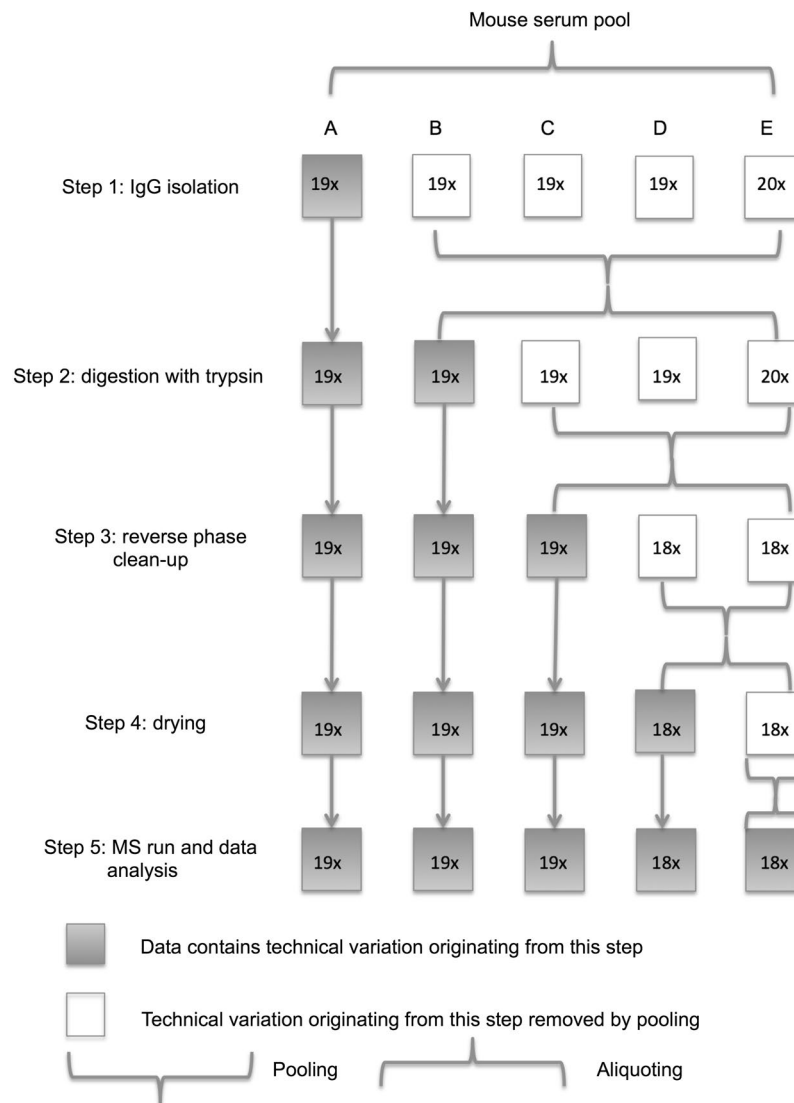 Mouse serum pool
A B C D E
Step 1: IgG isolation 19x 19x 19x 19x 20x
Step 2: digestion with trypsin 19x 19x 19x 19x 20x
Step 3: reverse phase
clean-up 19x 19x 19x 18x 18x
Step 4: drying 19x 19x 19x 18x 18x
Step 5: MS run and data
analysis 19x 19x 19x 18x 18x
Data contains technical variation originating from this step
Technical variation originating from this step removed by pooling
Pooling Aliquoting